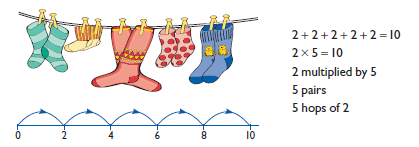 2 + 2 + 2 + 2 + 2 = 10
2 × 5 = 10
2 multiplied by 5
5 pairs
5 hops of 2
0 2 4 6 8 10